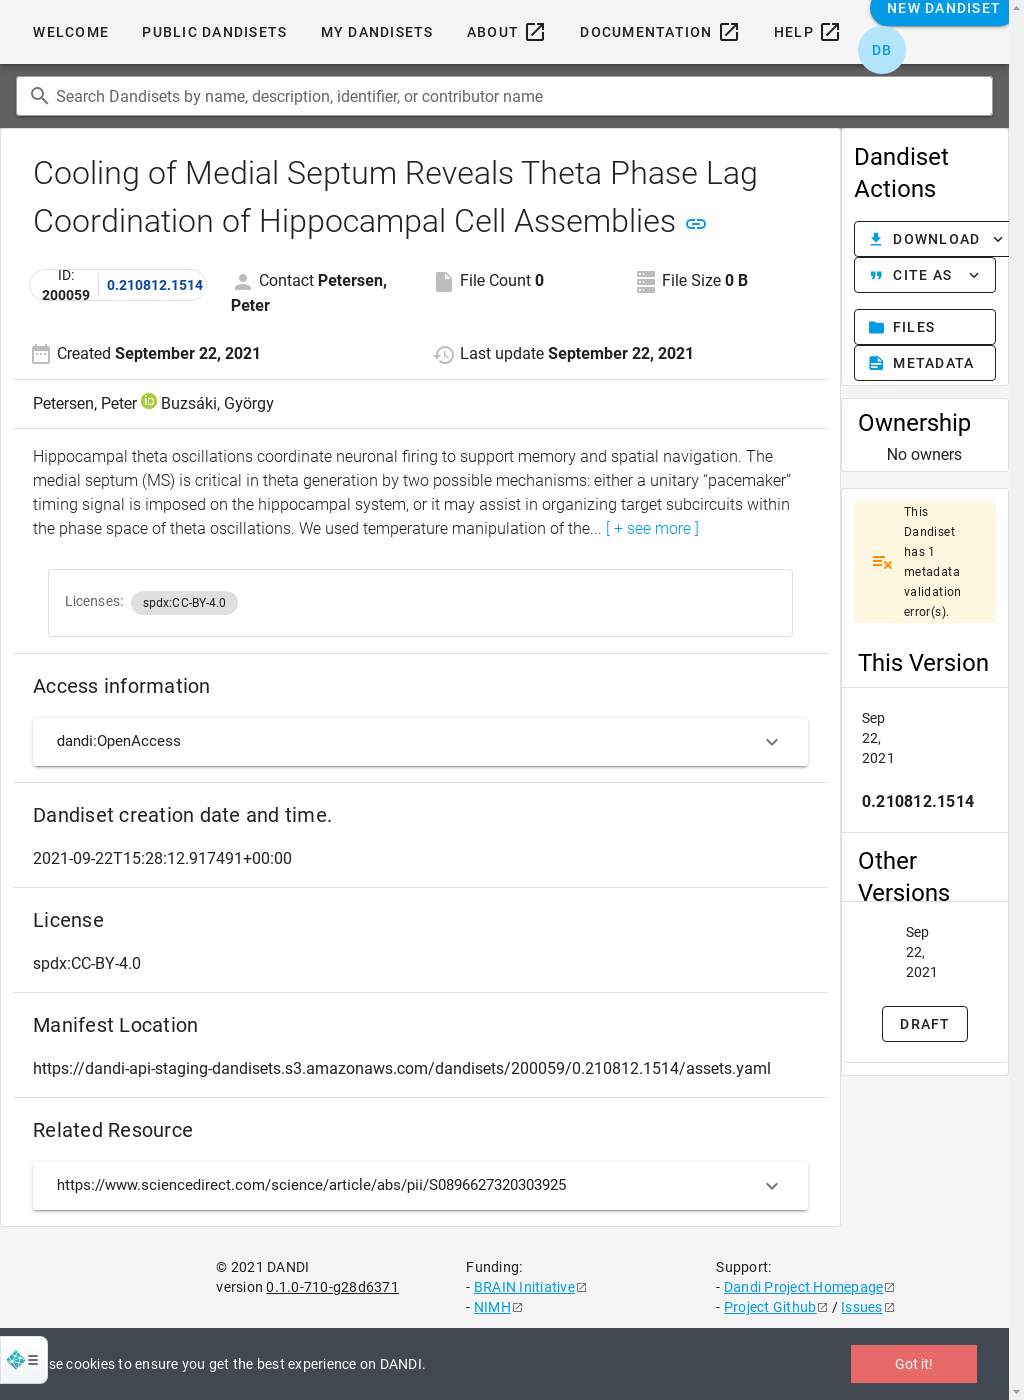 WELCOME PUBLIC DANDISETS MY DANDISETS ABOUT DOCUMENTATION HELP NEW DANDISET
DB
Search Dandisets by name, description, identifier, or contributor name
Cooling of Medial Septum Reveals Theta Phase Lag
Coordination of Hippocampal Cell Assemblies
ID:
200059
0.210812.1514
Contact Petersen,
Peter
File Count 0
File Size 0 B
Created September 22, 2021
Last update September 22, 2021
Petersen, Peter Buzsáki, György
Hippocampal theta oscillations coordinate neuronal firing to support memory and spatial navigation. The
medial septum (MS) is critical in theta generation by two possible mechanisms: either a unitary “pacemaker”
timing signal is imposed on the hippocampal system, or it may assist in organizing target subcircuits within
the phase space of theta oscillations. We used temperature manipulation of the... [ + see more ]
Licenses: spdx:CC-BY-4.0
Access information
dandi:OpenAccess
Dandiset creation date and time.
2021-09-22T15:28:12.917491+00:00
License
spdx:CC-BY-4.0
Manifest Location
https://dandi-api-staging-dandisets.s3.amazonaws.com/dandisets/200059/0.210812.1514/assets.yaml
Related Resource
https://www.sciencedirect.com/science/article/abs/pii/S0896627320303925
Dandiset
Actions
DOWNLOAD
CITE AS
FILES
METADATA
Ownership
No owners
This
Dandiset
has 1
metadata
validation
error(s).
This Version
Sep
22,
2021
0.210812.1514
Other
Versions
Sep
22,
2021
DRAFT
© 2021 DANDI
version 0.1.0-710-g28d6371
Funding:
- BRAIN Initiative
- NIMH
Support:
- Dandi Project Homepage
- Project Github / Issues
se cookies to ensure you get the best experience on DANDI.
Got it!